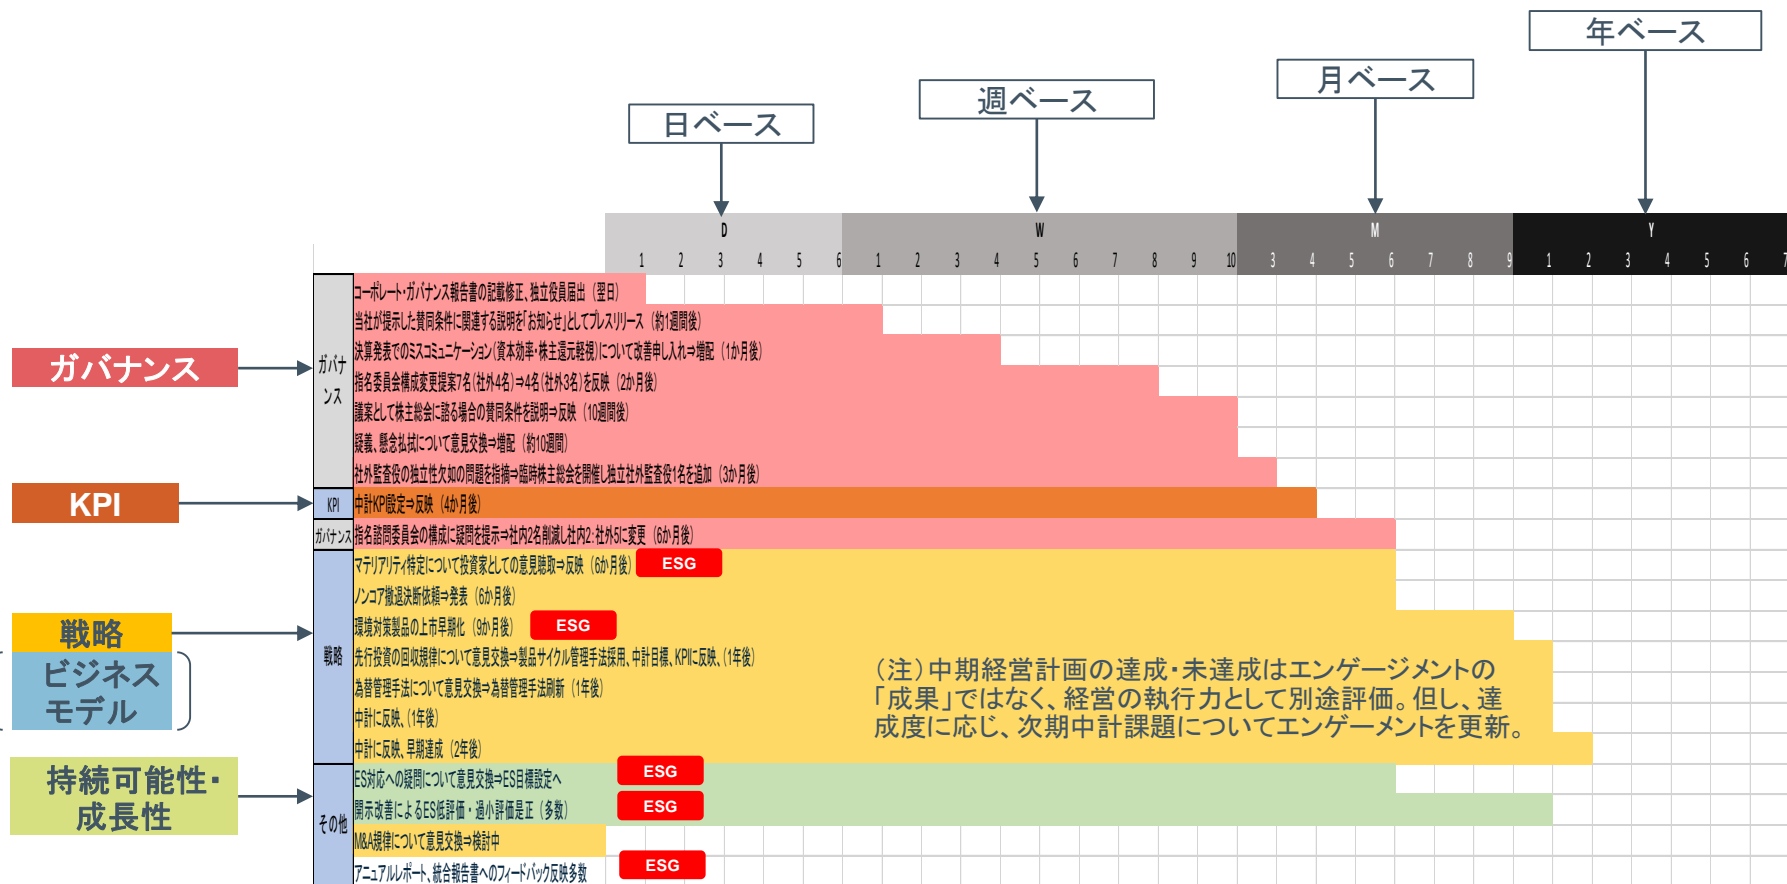 年ベース
月ベース
週ベース
日ベース
D W M Y
1 2 3 4 5 6 1 2 3 4 5 6 7 8 9 10 3 4 5 6 7 8 9 1 2 3 4 5 6 7
ガバナンス
ガバナ
ンス
コーポレート・ガバナンス報告書の記載修正、独立役員届出（翌日）
当社が提示した賛同条件に関連する説明を「お知らせ」としてプレスリリース（約1週間後）
決算発表でのミスコミュニケーション（資本効率・株主還元軽視）について改善申し入れ⇒増配（1か月後）
指名委員会構成変更提案7名（社外4名）⇒4名（社外3名）を反映（2か月後）
議案として株主総会に諮る場合の賛同条件を説明⇒反映（10週間後）
疑義、懸念払拭について意見交換⇒増配（約10週間）
社外監査役の独立性欠如の問題を指摘⇒臨時株主総会を開催し独立社外監査役1名を追加（3か月後）
KPI
KPI
中計KPI設定⇒反映（4か月後）
ガバナンス
指名諮問委員会の構成に疑問を提示⇒社内2名削減し社内2：社外5に変更（6か月後）
戦略
ビジネス
モデル
戦略
マテリアリティ特定について投資家としての意見聴取⇒反映（6か月後）
ESG
ノンコア撤退決断依頼⇒発表（6か月後）
環境対策製品の上市早期化（9か月後）
ESG
先行投資の回収規律について意見交換⇒製品サイクル管理手法採用、中計目標、KPIに反映、（1年後）
為替管理手法について意見交換⇒為替管理手法刷新（1年後）
中計に反映、（1年後）
中計に反映、早期達成（2年後）
（注）中期経営計画の達成・未達成はエンゲージメントの
「成果」ではなく、経営の執行力として別途評価。但し、達
成度に応じ、次期中計課題についてエンゲーメントを更新。
持続可能性・
成長性
その他
ES対応への疑問について意見交換⇒ES目標設定へ
ESG
開示改善によるES低評価・過小評価是正（多数）
ESG
M&A規律について意見交換⇒検討中
アニュアルレポート、統合報告書へのフィードバック反映多数
ESG